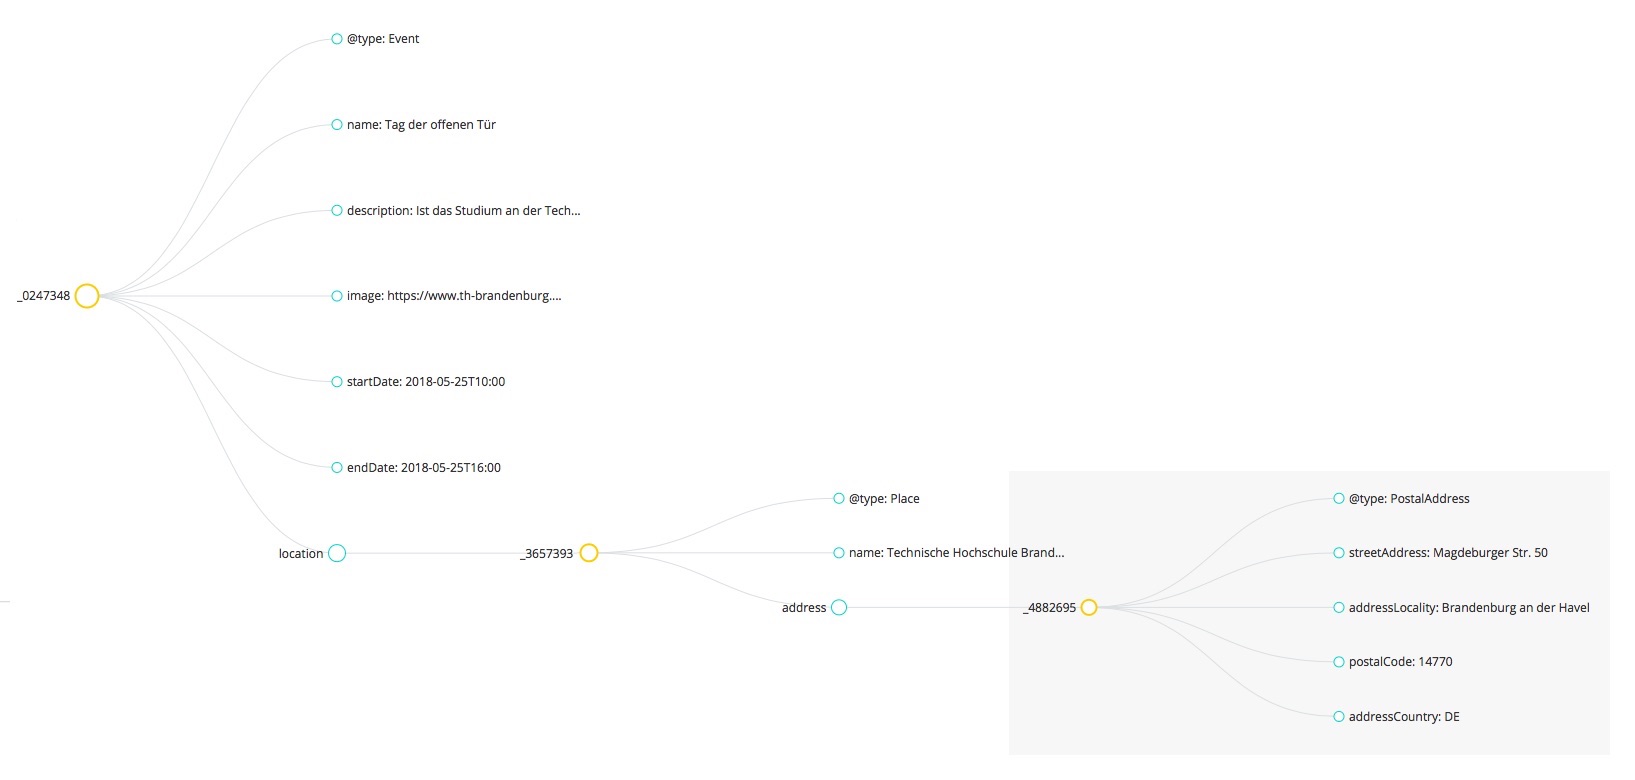 @type: Event
name: Tag der offenen Tür
description: Ist das Studium an der Tech...
_0247348
image: https://www.th-brandenburg....
startDate: 2018-05-25T10:00
endDate: 2018-05-25T16:00
location
_3657393
@type: Place
name: Technische Hochschule Brand...
address
_4882695
@type: PostalAddress
streetAddress: Magdeburger Str. 50
addressLocality: Brandenburg an der Havel
postalCode: 14770
addressCountry: DE